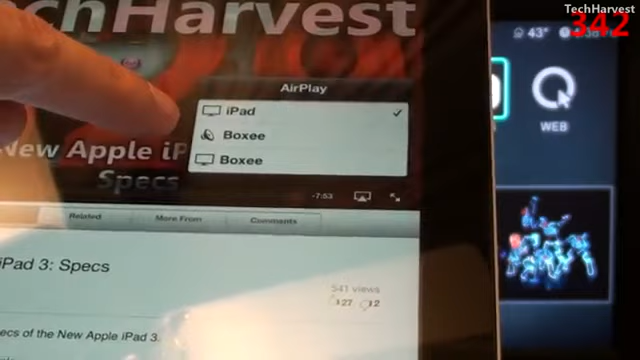 TechHarvest
342
echHarvest
43°
AirPlay
iPad
Boxee
Boxee
WEB
New Apple iP
Specs
-7:53
Related
More From
Comments
iPad 3: Specs
541 views
27
2
ecs of the New Apple iPad 3.